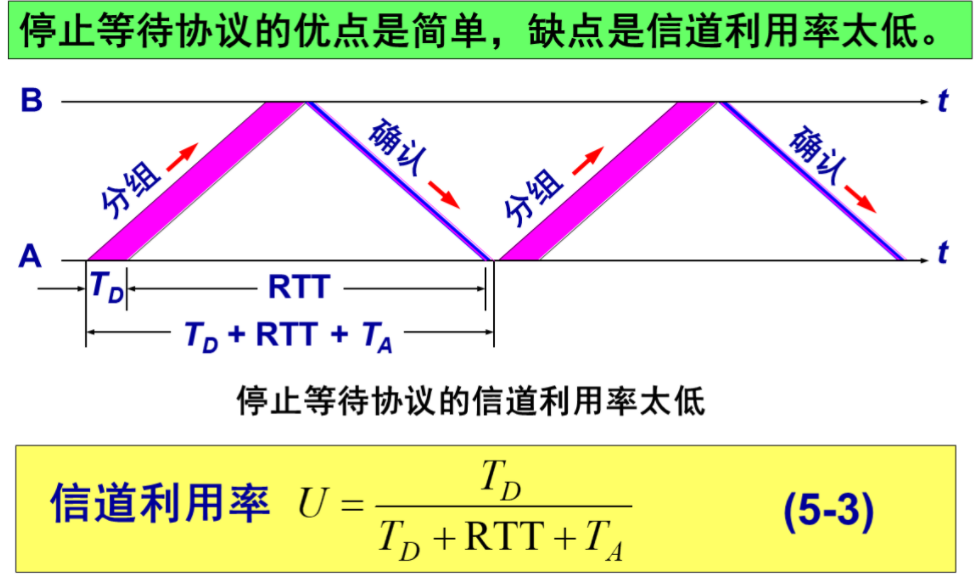 停止等待协议的优点是简单，缺点是信道利用率太低。
B
t
分组
确认
分组
确认
A
t
T_D
RTT
T_D + RTT + T_A
停止等待协议的信道利用率太低
信道利用率 U = T_D / (T_D + RTT + T_A) (5-3)